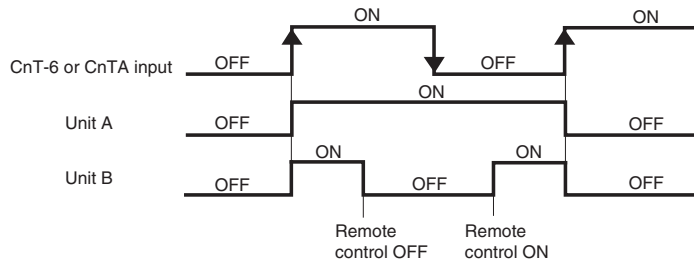 ON ON
CnT-6 or CnTA input OFF OFF
ON
Unit A OFF OFF
ON ON
Unit B OFF OFF OFF
Remote control OFF
Remote control ON